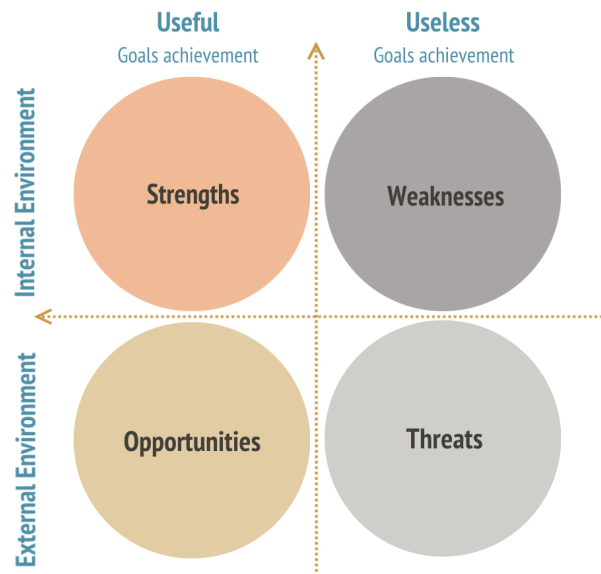 Useful
Goals achievement
Useless
Goals achievement
Internal Environment
Strengths
Weaknesses
External Environment
Opportunities
Threats